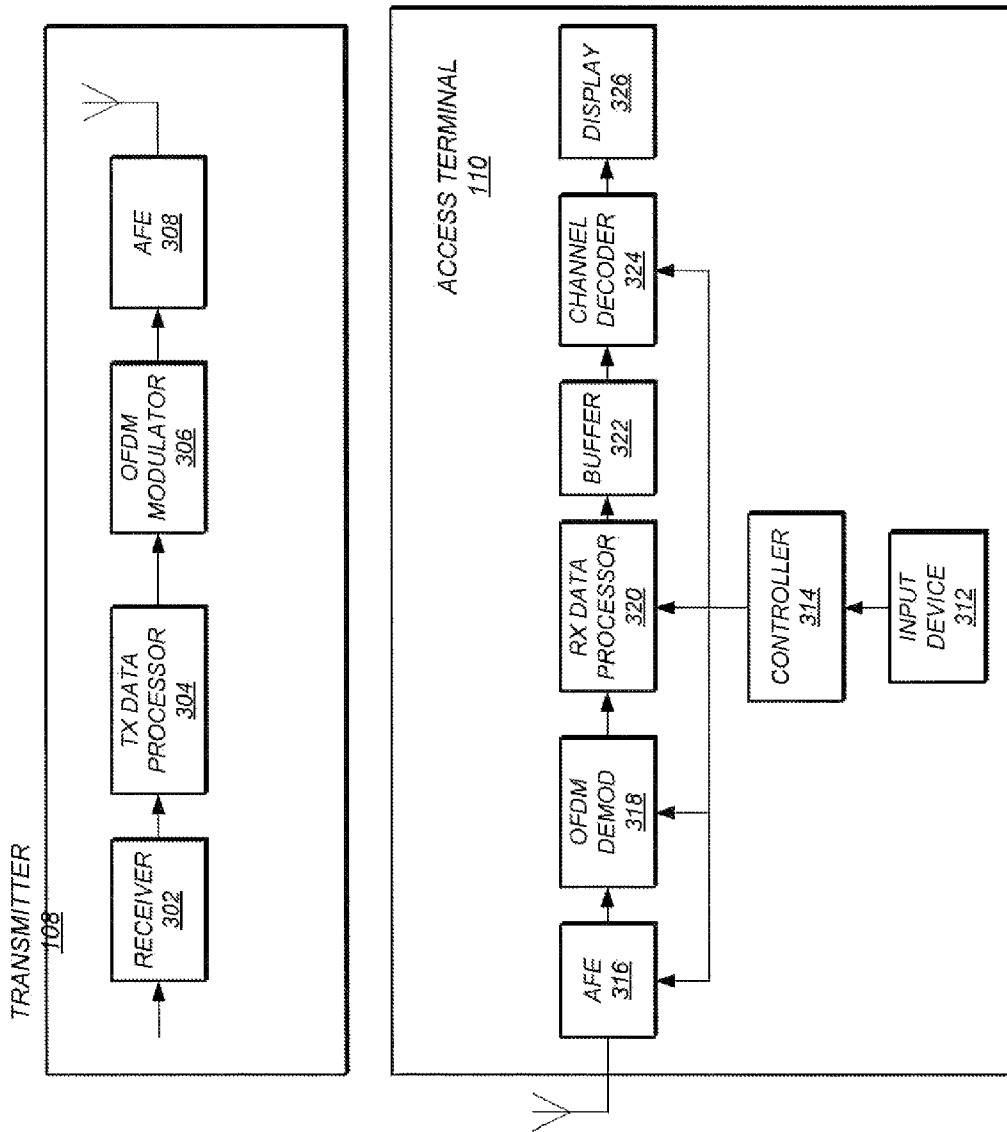 TRANSMITTER
108
RECEIVER
302
TX DATA
PROCESSOR
304
OFDM
MODULATOR
306
AFE
308
ACCESS TERMINAL
110
AFE
316
OFDM
DEMOD
318
RX DATA
PROCESSOR
320
BUFFER
322
CHANNEL
DECODER
324
DISPLAY
326
CONTROLLER
314
INPUT
DEVICE
312